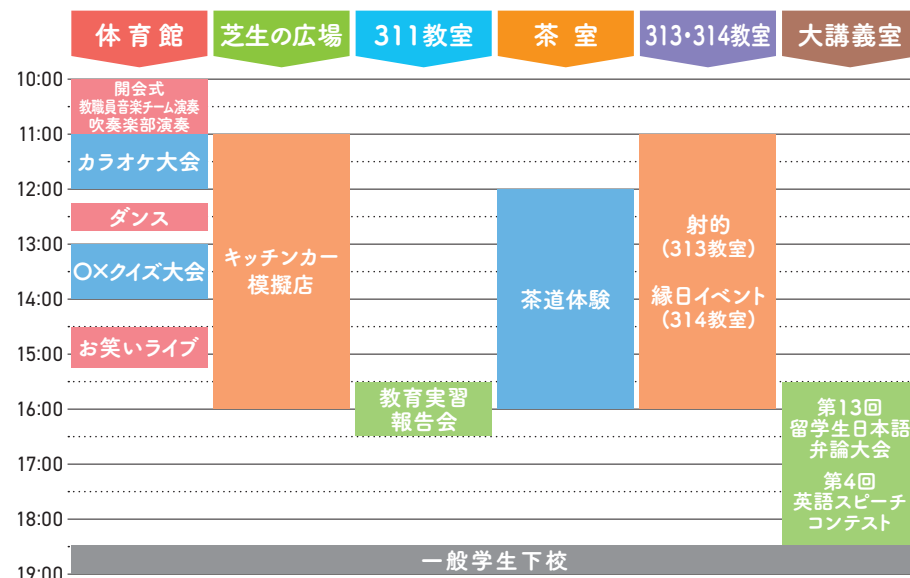 体育館
芝生の広場
311教室
茶室
313・314教室
大講義室
10:00
11:00
12:00
13:00
14:00
15:00
16:00
17:00
18:00
19:00
開会式
教職員音楽チーム演奏
吹奏楽部演奏
カラオケ大会
ダンス
〇×クイズ大会
お笑いライブ
キッチンカー
模擬店
教育実習
報告会
茶道体験
射的
(313教室)
縁日イベント
(314教室)
第13回
留学生日本語
弁論大会
第4回
英語スピーチ
コンテスト
一般学生下校